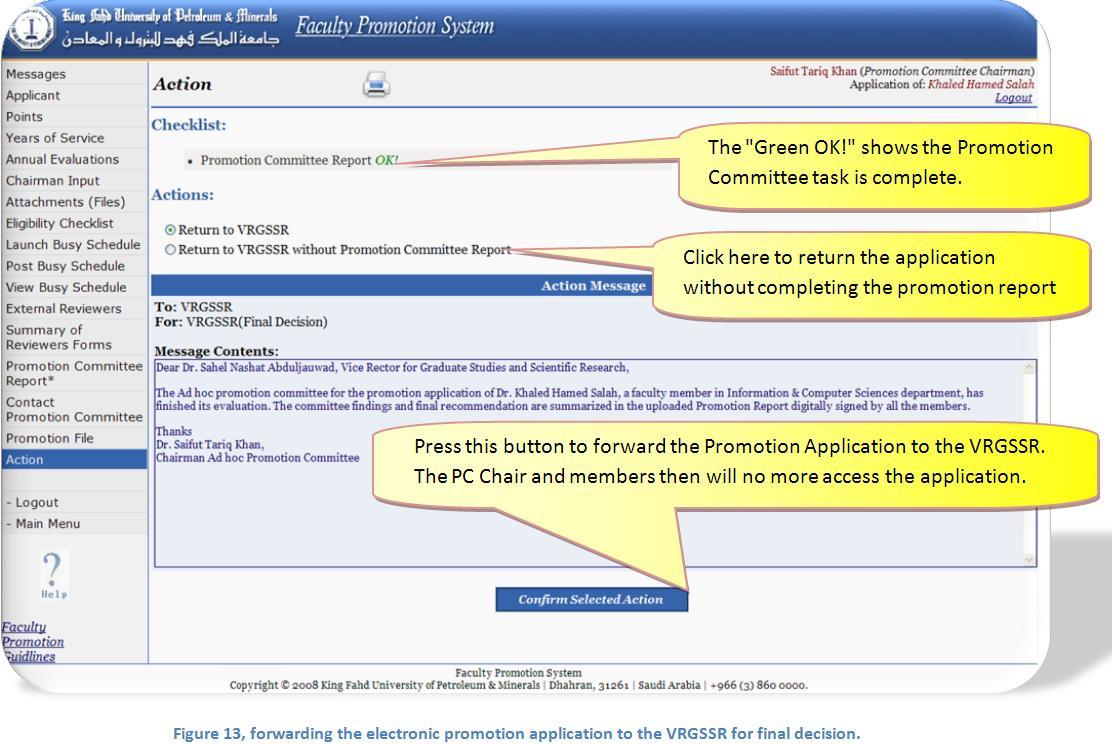 King Fahd University of Petroleum & Minerals
جامعة الملك فهد للبترول و المعادن
Faculty Promotion System
Messages
Applicant
Points
Years of Service
Annual Evaluations
Chairman Input
Attachments (Files)
Eligibility Checklist
Launch Busy Schedule
Post Busy Schedule
View Busy Schedule
External Reviewers
Summary of
Reviewers Forms
Promotion Committee
Report*
Contact
Promotion Committee
Promotion File
Action
- Logout
- Main Menu
?
Help
Faculty
Promotion
Guidlines
Action
Saifut Tariq Khan (Promotion Committee Chairman)
Application of: Khaled Hamed Salah
Logout
Checklist:
• Promotion Committee Report OK!
The "Green OK!" shows the Promotion
Committee task is complete.
Actions:
Return to VRGSSR
Return to VRGSSR without Promotion Committee Report
Click here to return the application
without completing the promotion report
Action Message
To: VRGSSR
For: VRGSSR(Final Decision)
Message Contents:
Dear Dr. Sahel Nashat Abduljauwad, Vice Rector for Graduate Studies and Scientific Research,
The Ad hoc promotion committee for the promotion application of Dr. Khaled Hamed Salah, a faculty member in Information & Computer Sciences department, has
finished its evaluation. The committee findings and final recommendation are summarized in the uploaded Promotion Report digitally signed by all the members.
Thanks
Dr. Saifut Tariq Khan,
Chairman Ad hoc Promotion Committee
Press this button to forward the Promotion Application to the VRGSSR.
The PC Chair and members then will no more access the application.
Confirm Selected Action
Faculty Promotion System
Copyright © 2008 King Fahd University of Petroleum & Minerals | Dhahran, 31261 | Saudi Arabia | +966 (3) 860 0000.
Figure 13, forwarding the electronic promotion application to the VRGSSR for final decision.